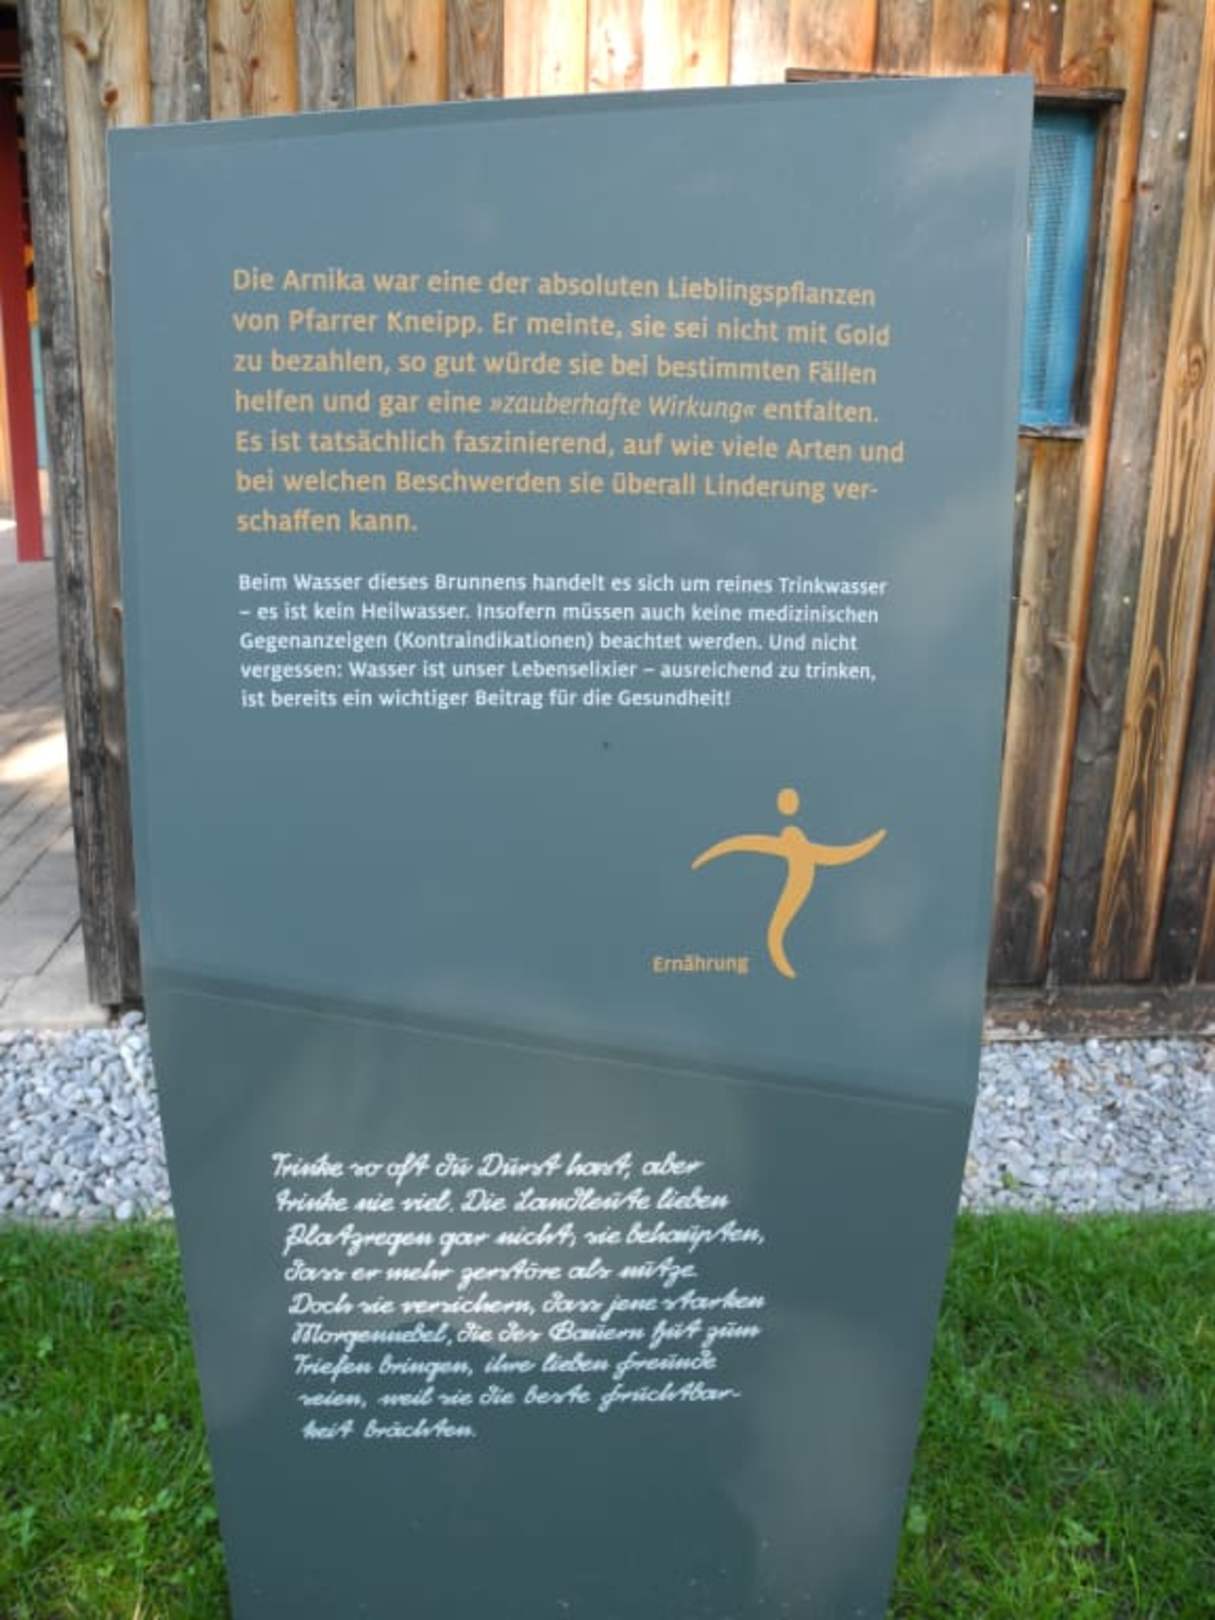 Die Arnika war eine der absoluten Lieblingspflanzen
von Pfarrer Kneipp. Er meinte, sie sei nicht mit Gold
zu bezahlen, so gut würde sie bei bestimmten Fällen
helfen und gar eine »zauberhafte Wirkung« entfalten.
Es ist tatsächlich faszinierend, auf wie viele Arten und
bei welchen Beschwerden sie überall Linderung ver-
schaffen kann.
Beim Wasser dieses Brunnens handelt es sich um reines Trinkwasser
– es ist kein Heilwasser. Insofern müssen auch keine medizinischen
Gegenanzeigen (Kontraindikationen) beachtet werden. Und nicht
vergessen: Wasser ist unser Lebenselixier – ausreichend zu trinken,
ist bereits ein wichtiger Beitrag für die Gesundheit!
Ernährung
Trinke so oft du Durst hast, aber
trinke nie viel. Die Landleute lieben
Platzregen gar nicht; sie behaupten,
dass er mehr zerstöre als nütze.
Doch sie versichern, dass jene starken
Morgennebel, die des Bauern Hut zum
Triefen bringen, ihre lieben Freunde
seien, weil sie die beste Fruchtbar-
keit brächten.